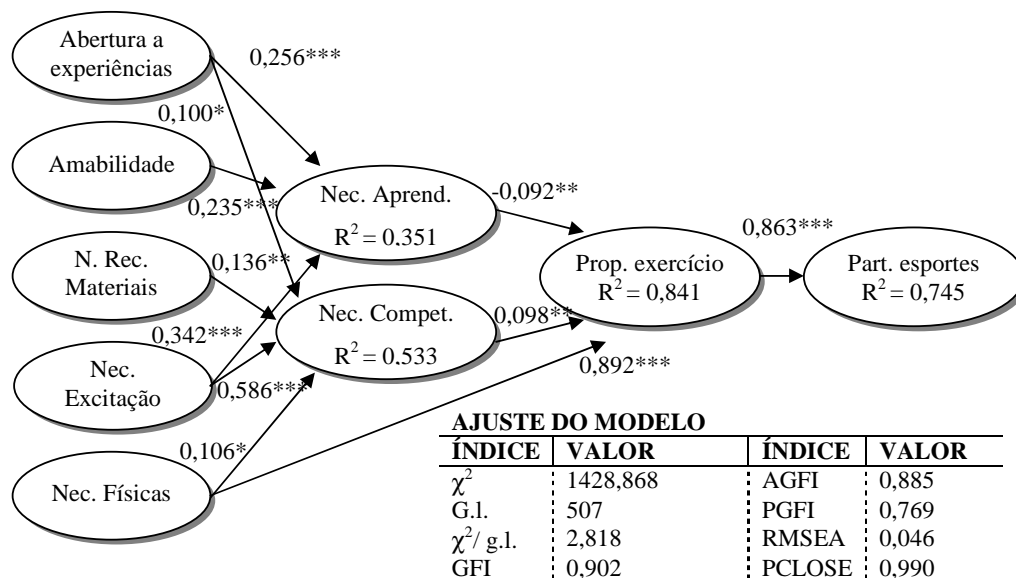 Abertura a
experiências
0,256***
0,100*
Amabilidade
0,235***
Nec. Aprend.
R² = 0,351
-0,092**
0,863***
N. Rec.
Materiais
0,136**
Prop. exercício
R² = 0,841
Part. esportes
R² = 0,745
Nec. Compet.
R² = 0,533
0,098**
0,342***
Nec.
Excitação
0,586***
0,892***
0,106*
Nec. Físicas
AJUSTE DO MODELO
ÍNDICE VALOR ÍNDICE VALOR
χ² 1428,868 AGFI 0,885
G.l. 507 PGFI 0,769
χ²/ g.l. 2,818 RMSEA 0,046
GFI 0,902 PCLOSE 0,990